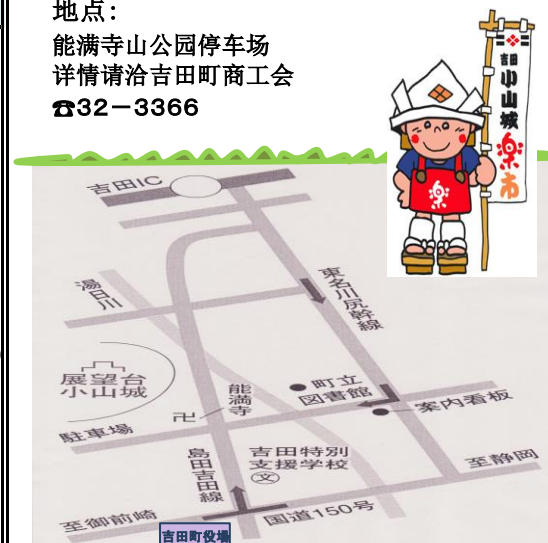 地点：
能满寺山公园停车场
详情请洽吉田町商工会
☎32－3366
吉田
小山城
楽市
楽
吉田IC
湯日川
東名川尻幹線
展望台
小山城
能満寺
卍
町立
図書館
案内看板
駐車場
島田吉田線
吉田特別
支援学校
文
至静岡
至御前崎
国道150号
吉田町役場